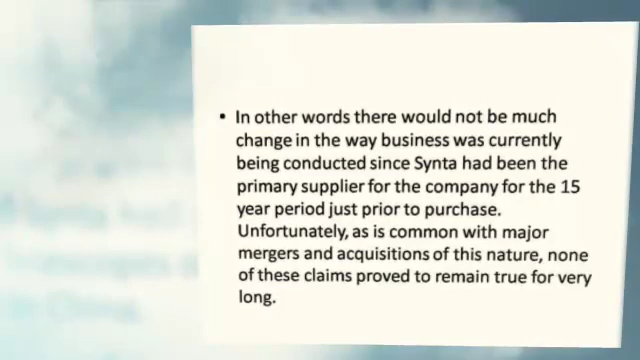 • In other words there would not be much
change in the way business was currently
being conducted since Synta had been the
primary supplier for the company for the 15
year period just prior to purchase.
Unfortunately, as is common with major
mergers and acquisitions of this nature, none
of these claims proved to remain true for very
long.